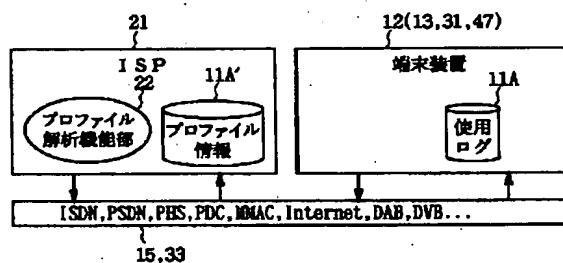 21
12(13,31,47)
ISP
22
11A'
プロファイル
解析機能部
プロファイル
情報
端末装置
11A
使用
ログ
ISDN,PSDN,PHS,PDC,MMAC,Internet,DAB,DVB...
15,33